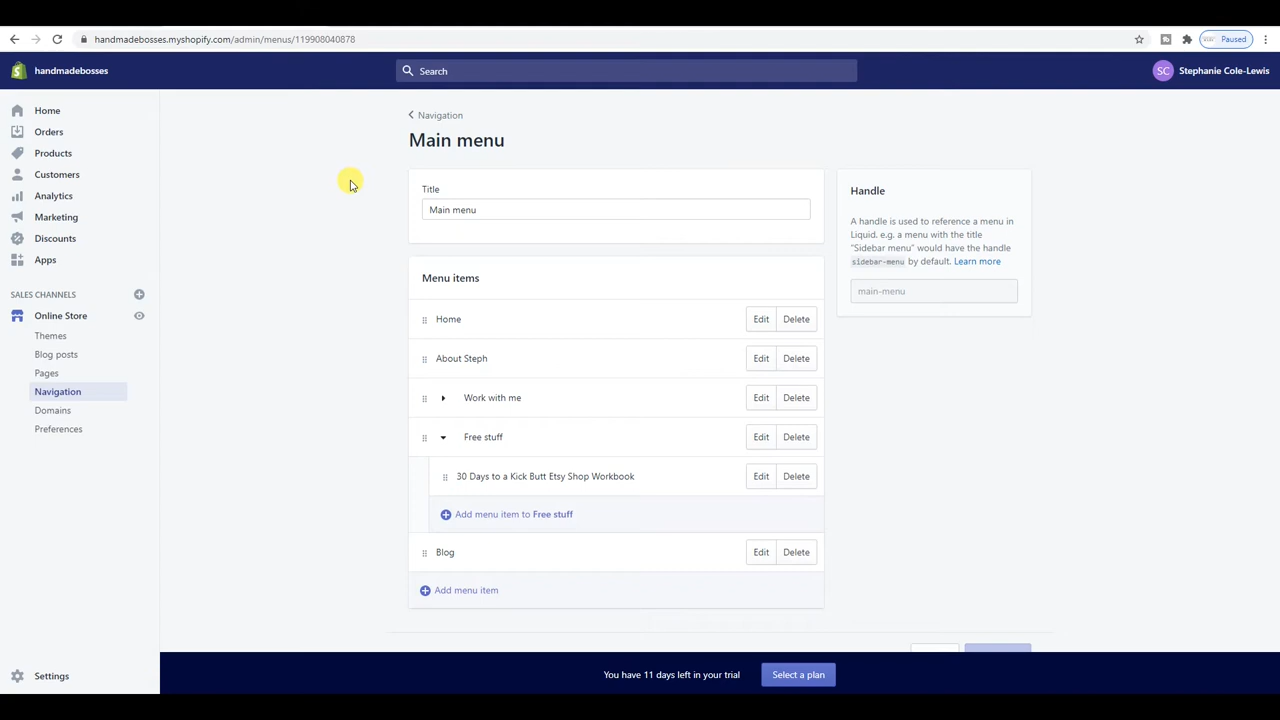 handmadebosses.myshopify.com/admin/menus/119908040878
Paused
handmadebosses
Search
SC
Stephanie Cole-Lewis
Home
Orders
Products
Customers
Analytics
Marketing
Discounts
Apps
SALES CHANNELS
Online Store
Themes
Blog posts
Pages
Navigation
Domains
Preferences
Settings
Navigation
Main menu
Title
Main menu
Menu items
Home
Edit
Delete
About Steph
Edit
Delete
Work with me
Edit
Delete
Free stuff
Edit
Delete
30 Days to a Kick Butt Etsy Shop Workbook
Edit
Delete
Add menu item to Free stuff
Blog
Edit
Delete
Add menu item
Handle
A handle is used to reference a menu in
Liquid. e.g. a menu with the title
"Sidebar menu" would have the handle
sidebar-menu by default. Learn more
main-menu
You have 11 days left in your trial
Select a plan